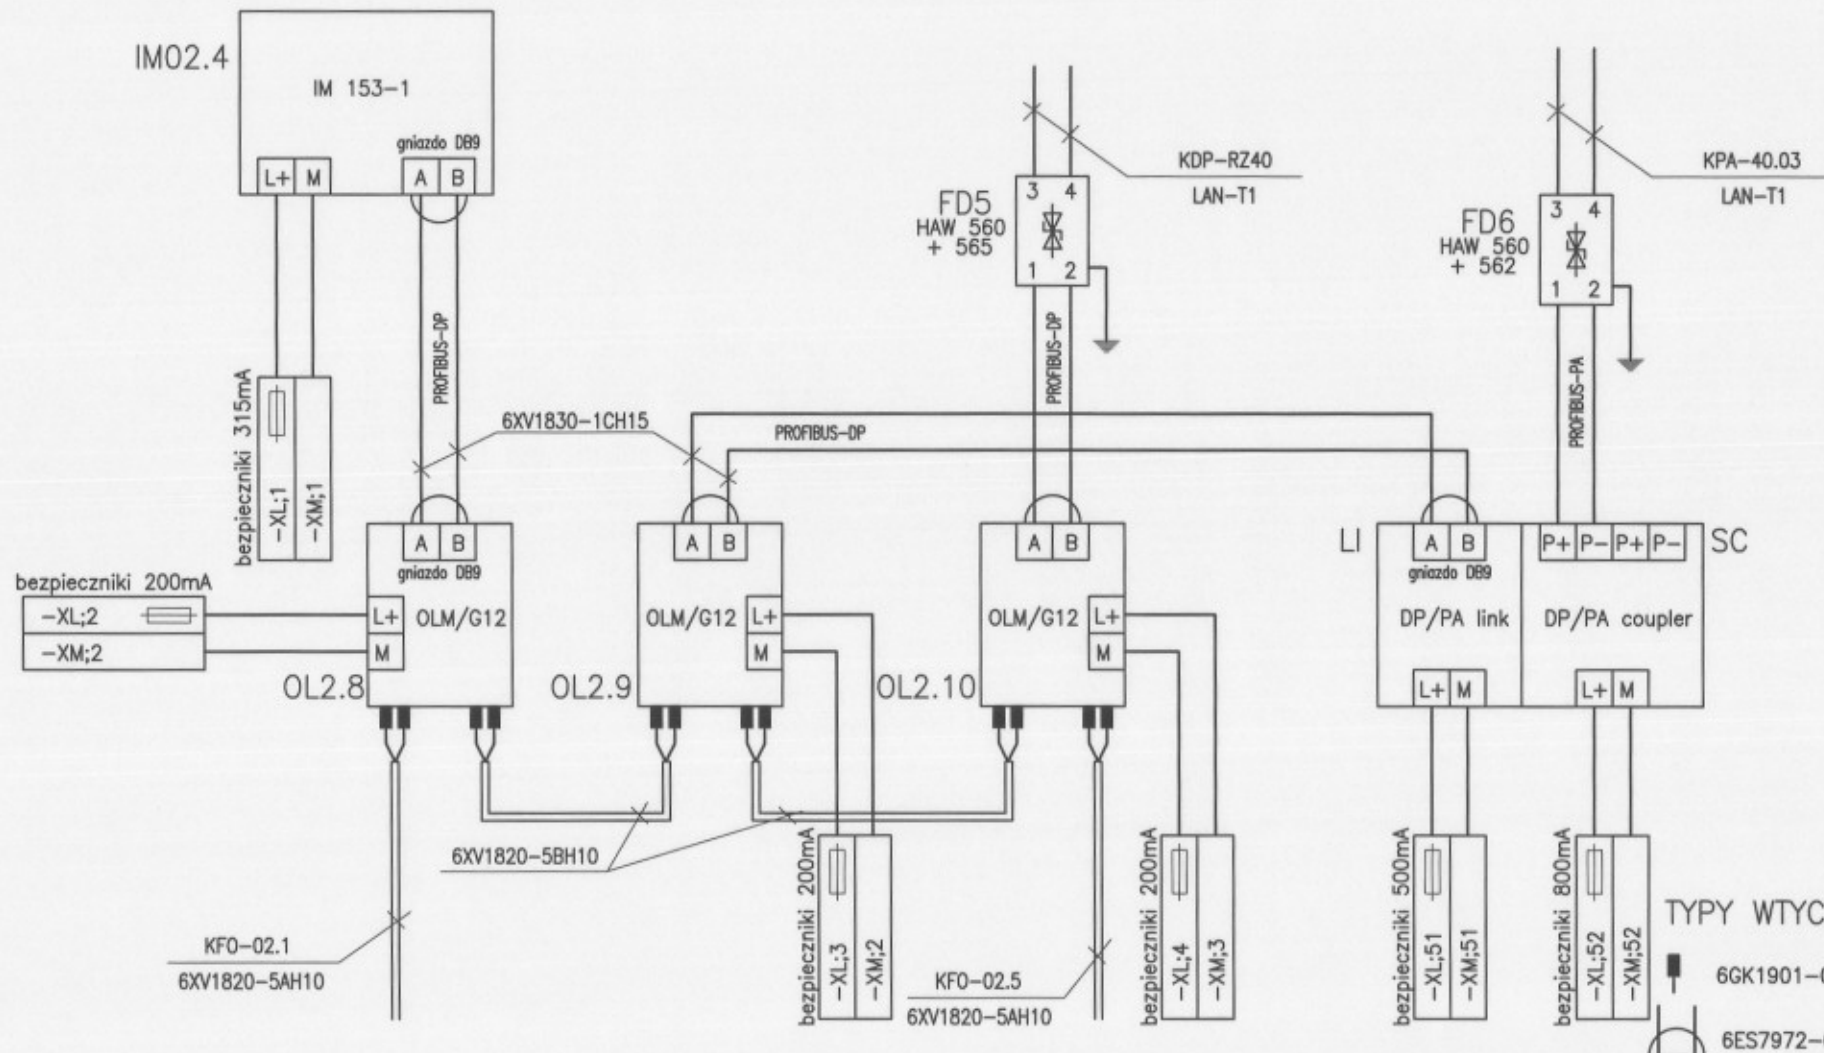 IM02.4
IM 153-1
gniazdo DB9
L+ M
A B
KDP-RZ40
LAN-T1
KPA-40.03
LAN-T1
FD5
HAW 560
+ 565
3 4
1 2
FD6
HAW 560
+ 562
3 4
1 2
PROFIBUS-DP
PROFIBUS-DP
PROFIBUS-PA
bezpieczniki 315mA
-XL;1
-XM;1
6XV1830-1CH15
PROFIBUS-DP
A B
gniazdo DB9
A B
A B
LI
A B
gniazdo DB9
P+ P- P+ P-
SC
bezpieczniki 200mA
-XL;2
-XM;2
L+
M
OLM/G12
OLM/G12
L+
M
OLM/G12
L+
M
DP/PA link
DP/PA coupler
OL2.8
OL2.9
OL2.10
L+ M
L+ M
6XV1820-5BH10
bezpieczniki 200mA
-XL;3
-XM;2
bezpieczniki 200mA
-XL;4
-XM;3
bezpieczniki 500mA
-XL;51
-XM;51
bezpieczniki 800mA
-XL;52
-XM;52
KFO-02.1
6XV1820-5AH10
KFO-02.5
6XV1820-5AH10
TYPY WTYC
6GK1901-0
6ES7972-